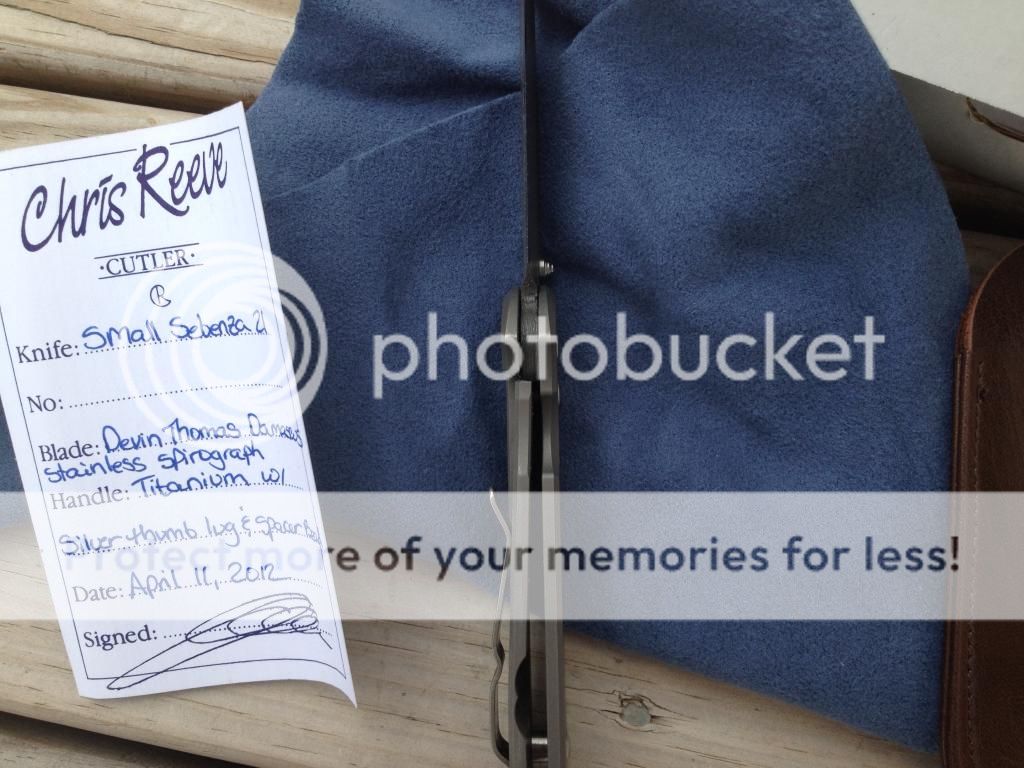 Chris Reeve
·CUTLER·
Knife: Small Sebenza 21
No:
Blade: Devin Thomas Damascus
stainless spirograph
Handle: Titanium w/
Silver thumb lug & Spacer
Date: April 11, 2012
Signed:
photobucket
Protect more of your memories for less!